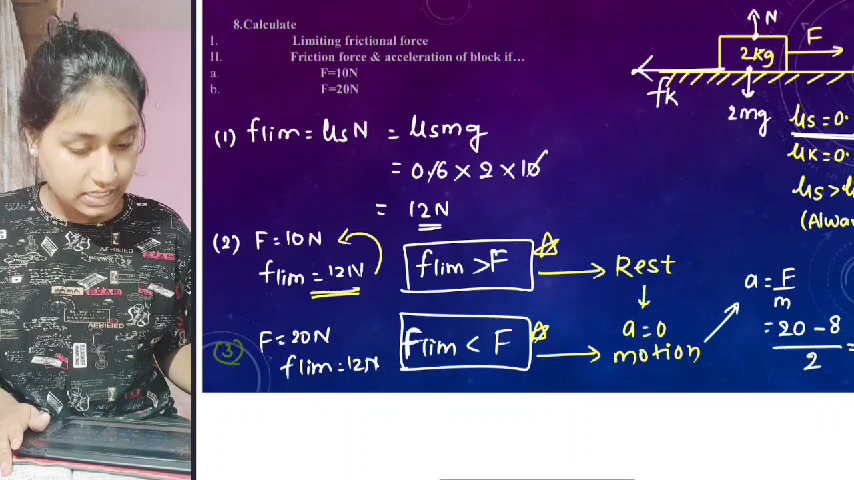 8.Calculate
I. Limiting frictional force
II. Friction force & acceleration of block if...
a. F=10N
b. F=20N
N
F
2kg
fk
2mg
μs = 0.
μk = 0.
μs > μ
(Alwa
(1) flim = μsN = μsmg
= 0.6 × 2 × 10
= 12N
(2) F = 10N
flim = 12N
flim > F
Rest
a = 0
(3) F = 20N
flim = 12N
flim < F
motion
a = F/m
= 20 - 8 / 2 =